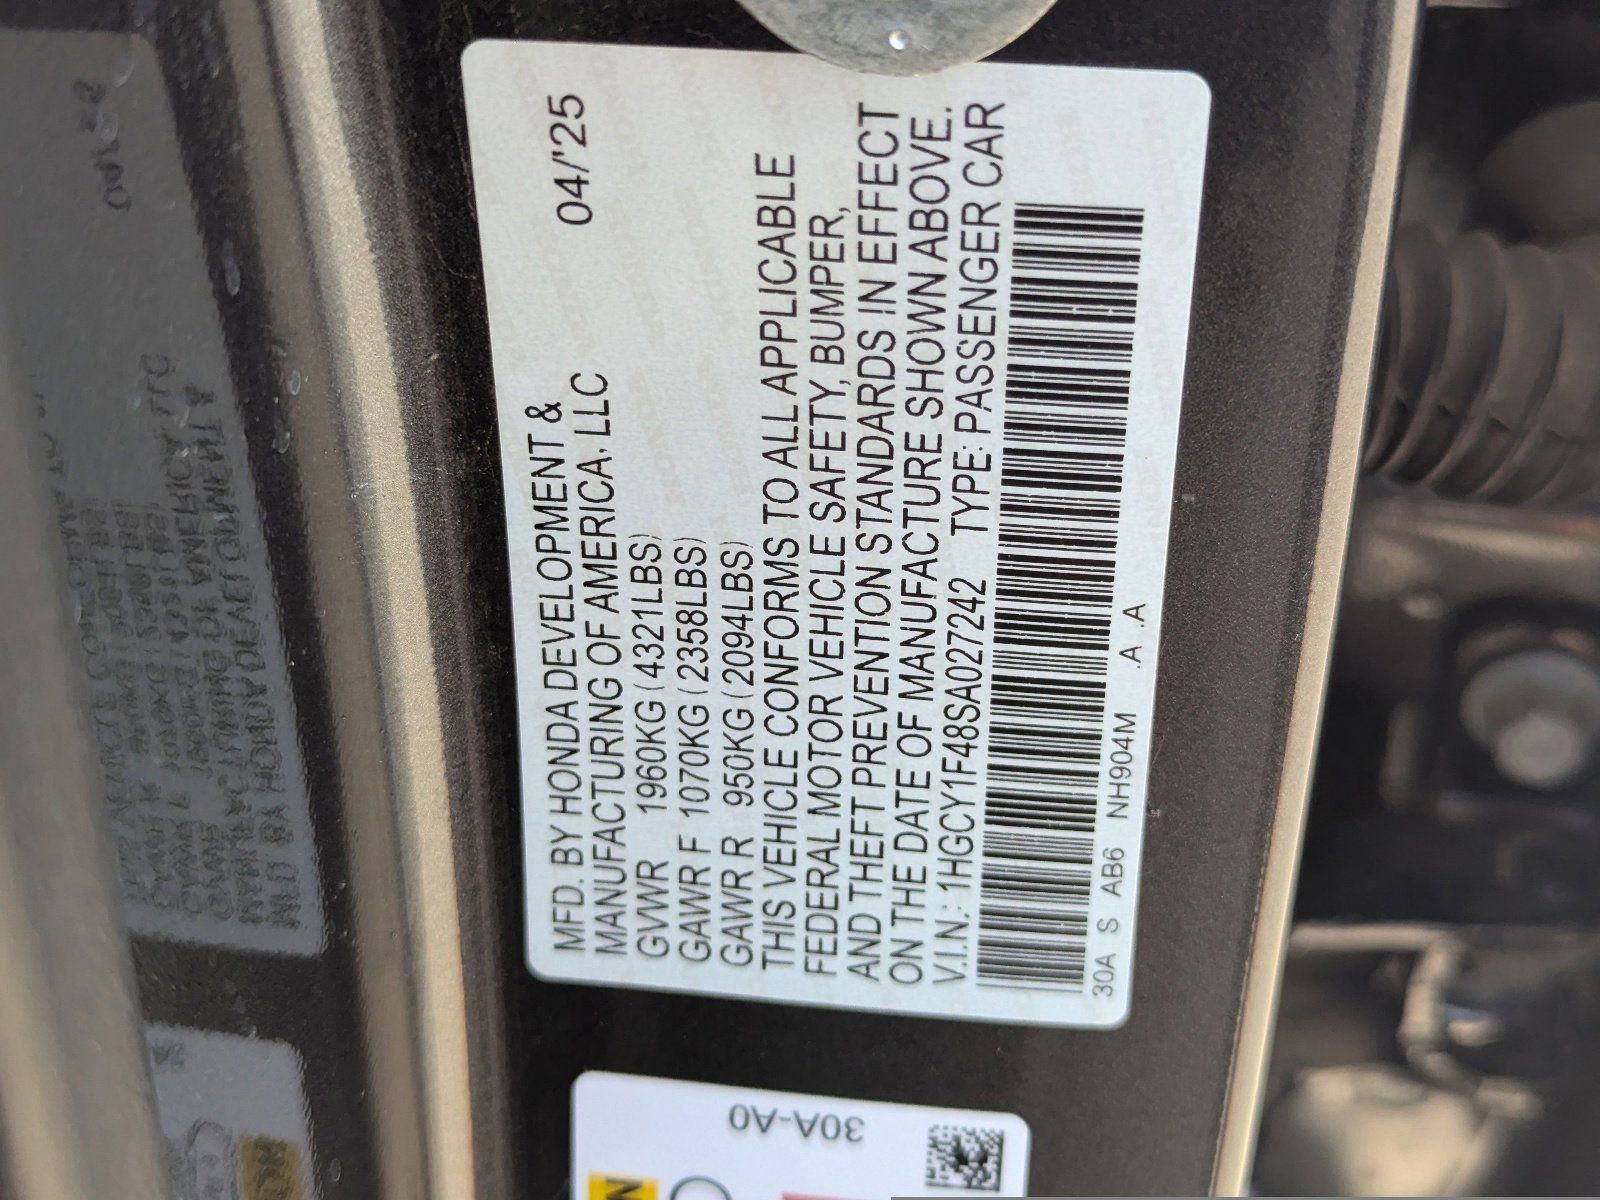 MFD. BY HONDA DEVELOPMENT &
MANUFACTURING OF AMERICA, LLC 04/'25
GVWR 1960KG (4321LBS)
GAWR F 1070KG (2358LBS)
GAWR R 950KG (2094LBS)
THIS VEHICLE CONFORMS TO ALL APPLICABLE
FEDERAL MOTOR VEHICLE SAFETY, BUMPER,
AND THEFT PREVENTION STANDARDS IN EFFECT
ON THE DATE OF MANUFACTURE SHOWN ABOVE.
V.I.N.: 1HGCY1F48SA027242 TYPE: PASSENGER CAR
30A S AB6 NH904M .A .A
30A-A0